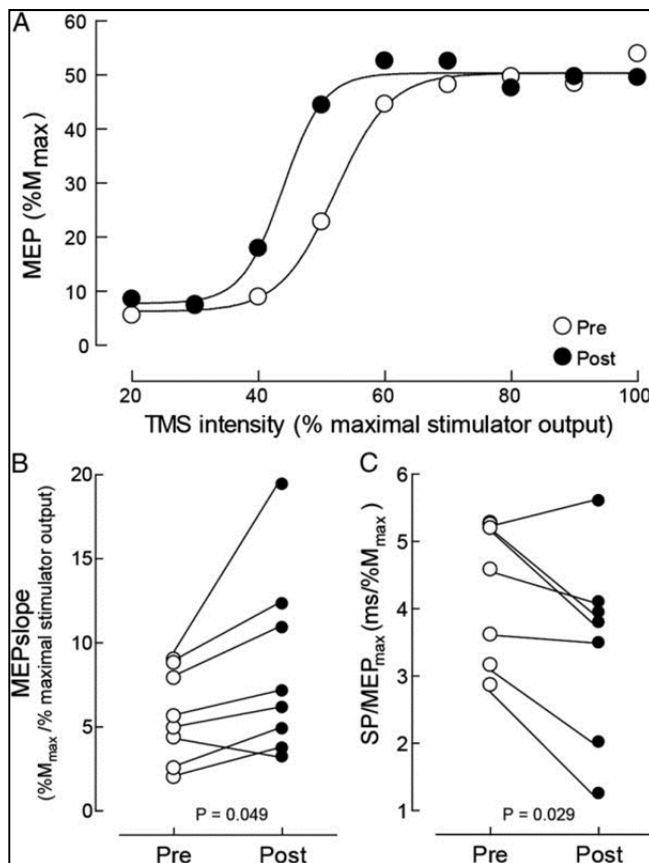 A
MEP (%Mmax)
60
50
40
30
20
10
0
Pre
Post
20 40 60 80 100
TMS intensity (% maximal stimulator output)
B
MEPslope
(%Mmax/% maximal stimulator output)
20
15
10
5
0
P = 0.049
Pre Post
C
SP/MEPmax (ms/%Mmax)
6
5
4
3
2
1
P = 0.029
Pre Post